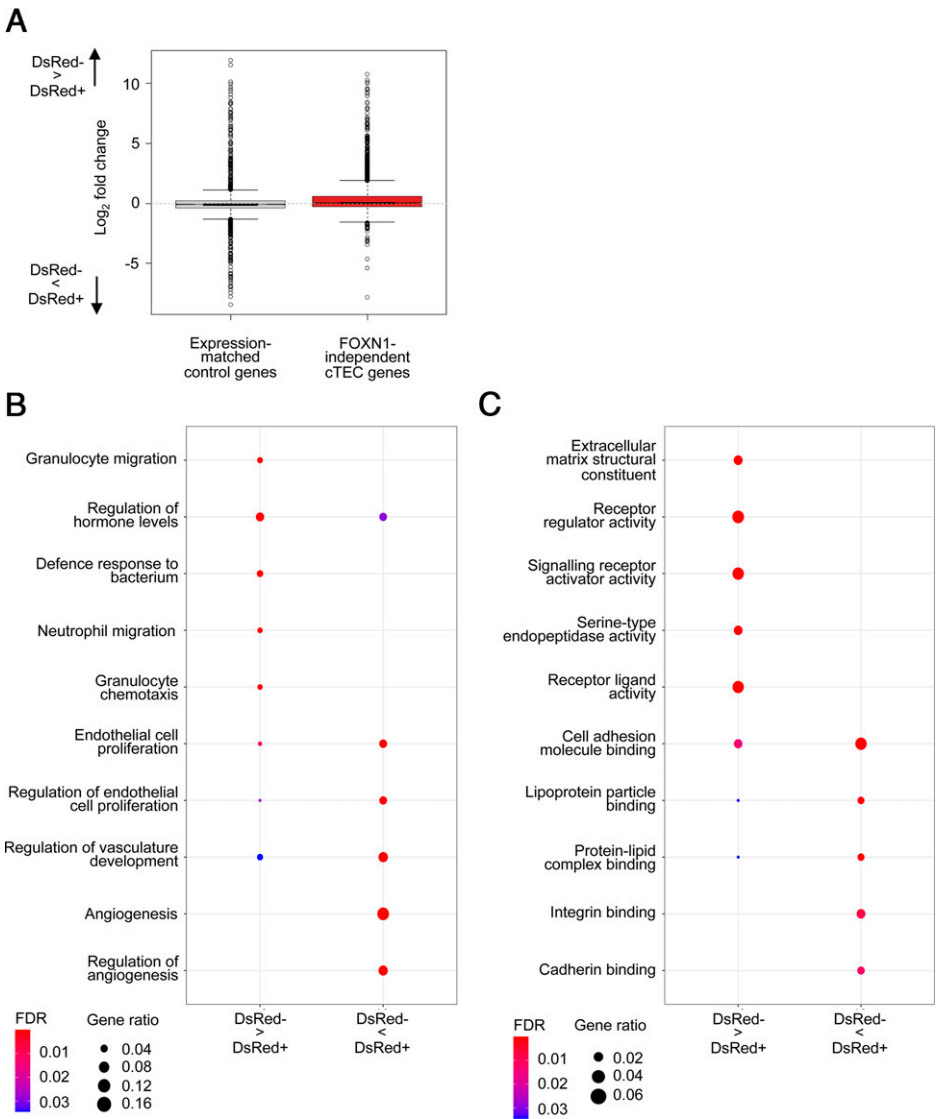 A
DsRed-
>
DsRed+
DsRed-
<
DsRed+
Log2 fold change
10
5
0
-5
Expression-
matched
control genes
FOXN1-
independent
cTEC genes
B
Granulocyte migration
Regulation of
hormone levels
Defence response to
bacterium
Neutrophil migration
Granulocyte
chemotaxis
Endothelial cell
proliferation
Regulation of endothelial
cell proliferation
Regulation of vasculature
development
Angiogenesis
Regulation of
angiogenesis
DsRed-
>
DsRed+
DsRed-
<
DsRed+
FDR
0.01
0.02
0.03
Gene ratio
0.04
0.08
0.12
0.16
C
Extracellular
matrix structural
constituent
Receptor
regulator activity
Signalling receptor
activator activity
Serine-type
endopeptidase activity
Receptor ligand
activity
Cell adhesion
molecule binding
Lipoprotein particle
binding
Protein-lipid
complex binding
Integrin binding
Cadherin binding
DsRed-
>
DsRed+
DsRed-
<
DsRed+
FDR
0.01
0.02
0.03
Gene ratio
0.02
0.04
0.06